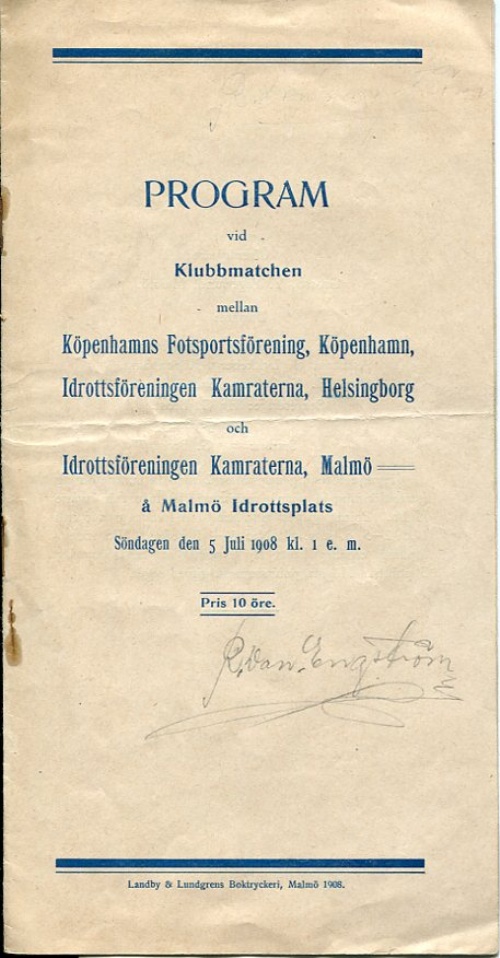 PROGRAM
vid
Klubbmatchen
mellan
Köpenhamns Fotsportsförening, Köpenhamn,
Idrottsföreningen Kamraterna, Helsingborg
och
Idrottsföreningen Kamraterna, Malmö
å Malmö Idrottsplats
Söndagen den 5 Juli 1908 kl. 1 e. m.
Pris 10 öre.
Engström
Landby & Lundgrens Boktryckeri, Malmö 1908.